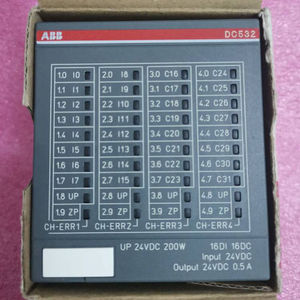 ABB DC532
1.0 I0 2.0 I8 3.0 C16 4.0 C24
1.1 I1 2.1 I9 3.1 C17 4.1 C25
1.2 I2 2.2 I10 3.2 C18 4.2 C26
1.3 I3 2.3 I11 3.3 C19 4.3 C27
1.4 I4 2.4 I12 3.4 C20 4.4 C28
1.5 I5 2.5 I13 3.5 C21 4.5 C29
1.6 I6 2.6 I14 3.6 C22 4.6 C30
1.7 I7 2.7 I15 3.7 C23 4.7 C31
1.8 UP 2.8 UP 3.8 UP 4.8 UP
1.9 ZP 2.9 ZP 3.9 ZP 4.9 ZP
CH-ERR1 CH-ERR2 CH-ERR3 CH-ERR4
UP 24VDC 200W 16DI 16DC
Input 24VDC
Output 24VDC 0.5 A